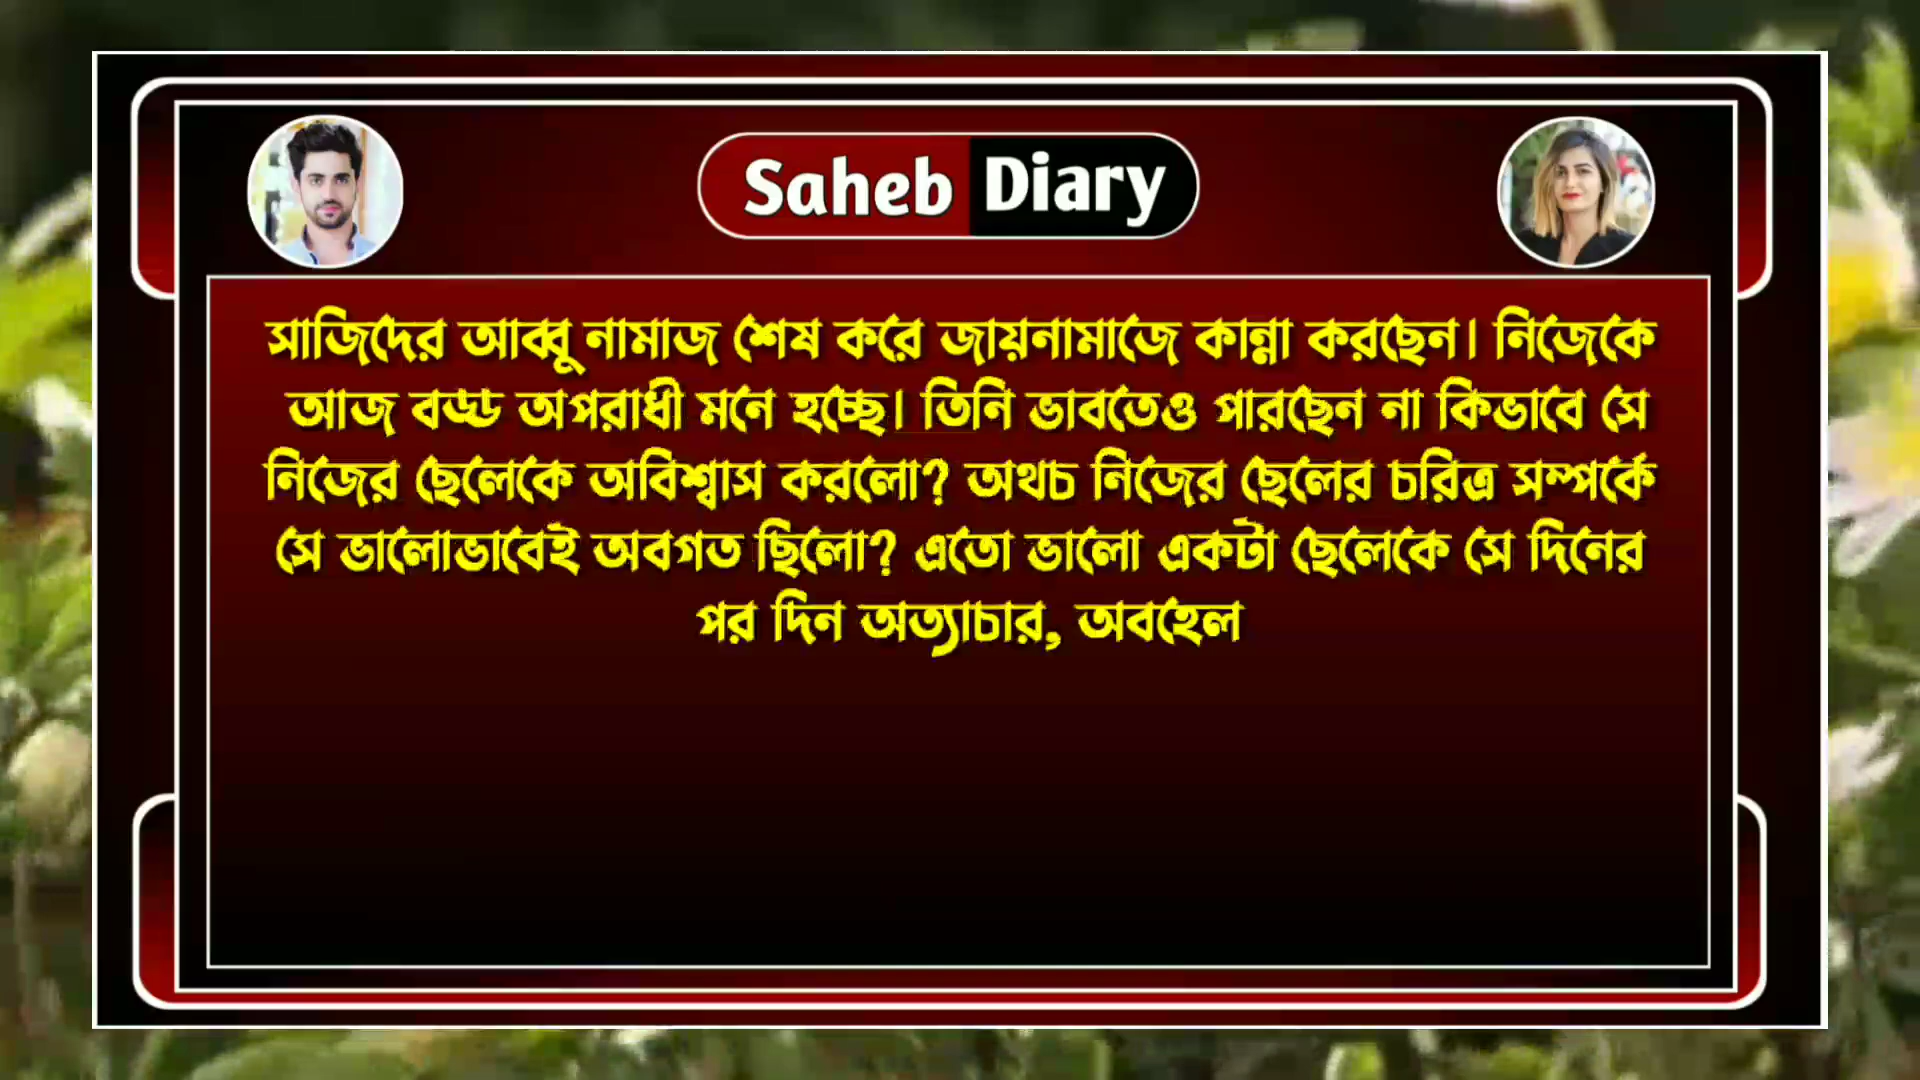 Saheb Diary
সাজিদের আব্বু নামাজ শেষ করে জায়নামাজে কান্না করছেন। নিজেকে
আজ বড্ড অপরাধী মনে হচ্ছে। তিনি ভাবতেও পারছেন না কিভাবে সে
নিজের ছেলেকে অবিশ্বাস করলো? অথচ নিজের ছেলের চরিত্র সম্পর্কে
সে ভালোভাবেই অবগত ছিলো? এতো ভালো একটা ছেলেকে সে দিনের
পর দিন অত্যাচার, অবহেল